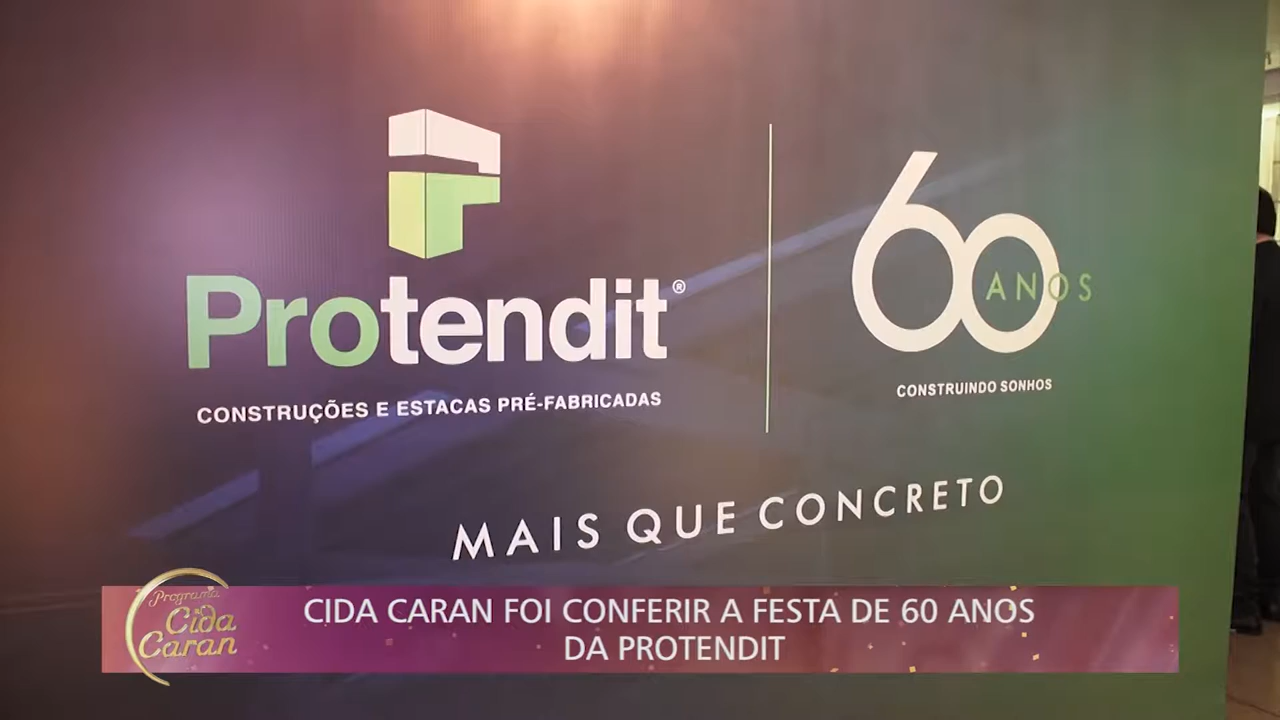 Protendit®
CONSTRUÇÕES E ESTACAS PRÉ-FABRICADAS
60
ANOS
CONSTRUINDO SONHOS
MAIS QUE CONCRETO
Programa
Cida
Caran
CIDA CARAN FOI CONFERIR A FESTA DE 60 ANOS
DA PROTENDIT